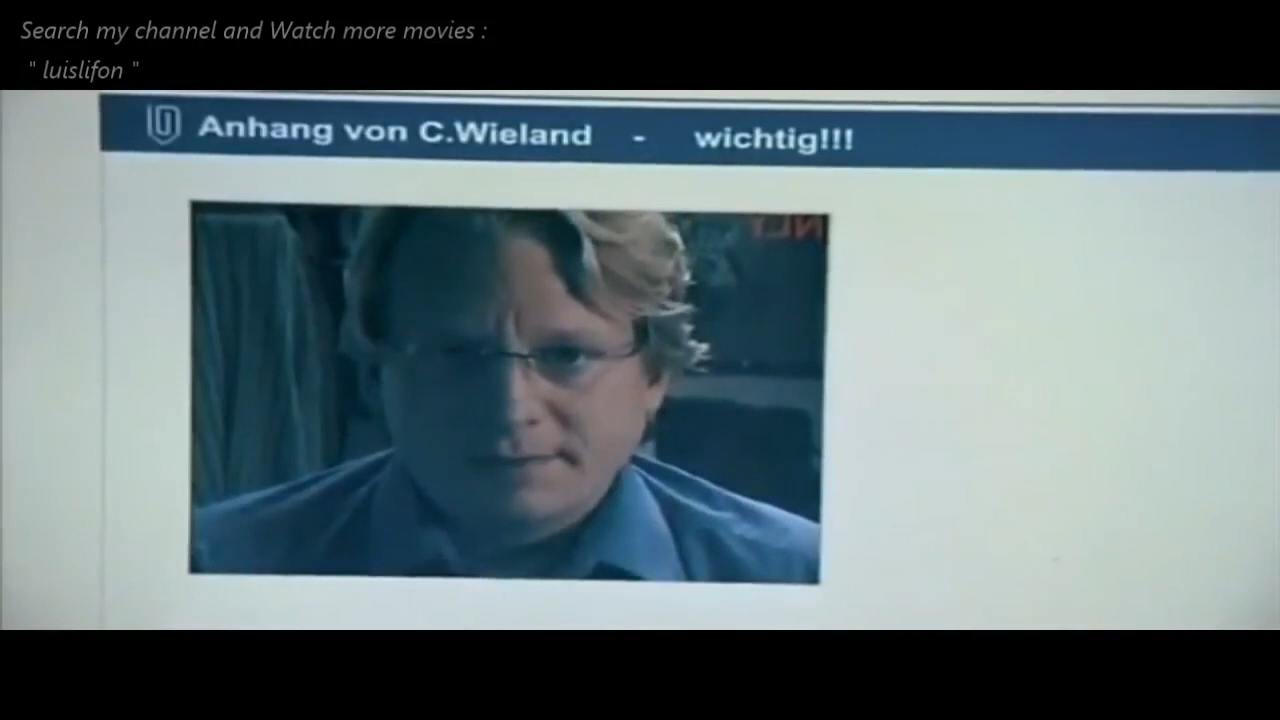 Search my channel and Watch more movies :
" luislifon "
Anhang von C.Wieland - wichtig!!!